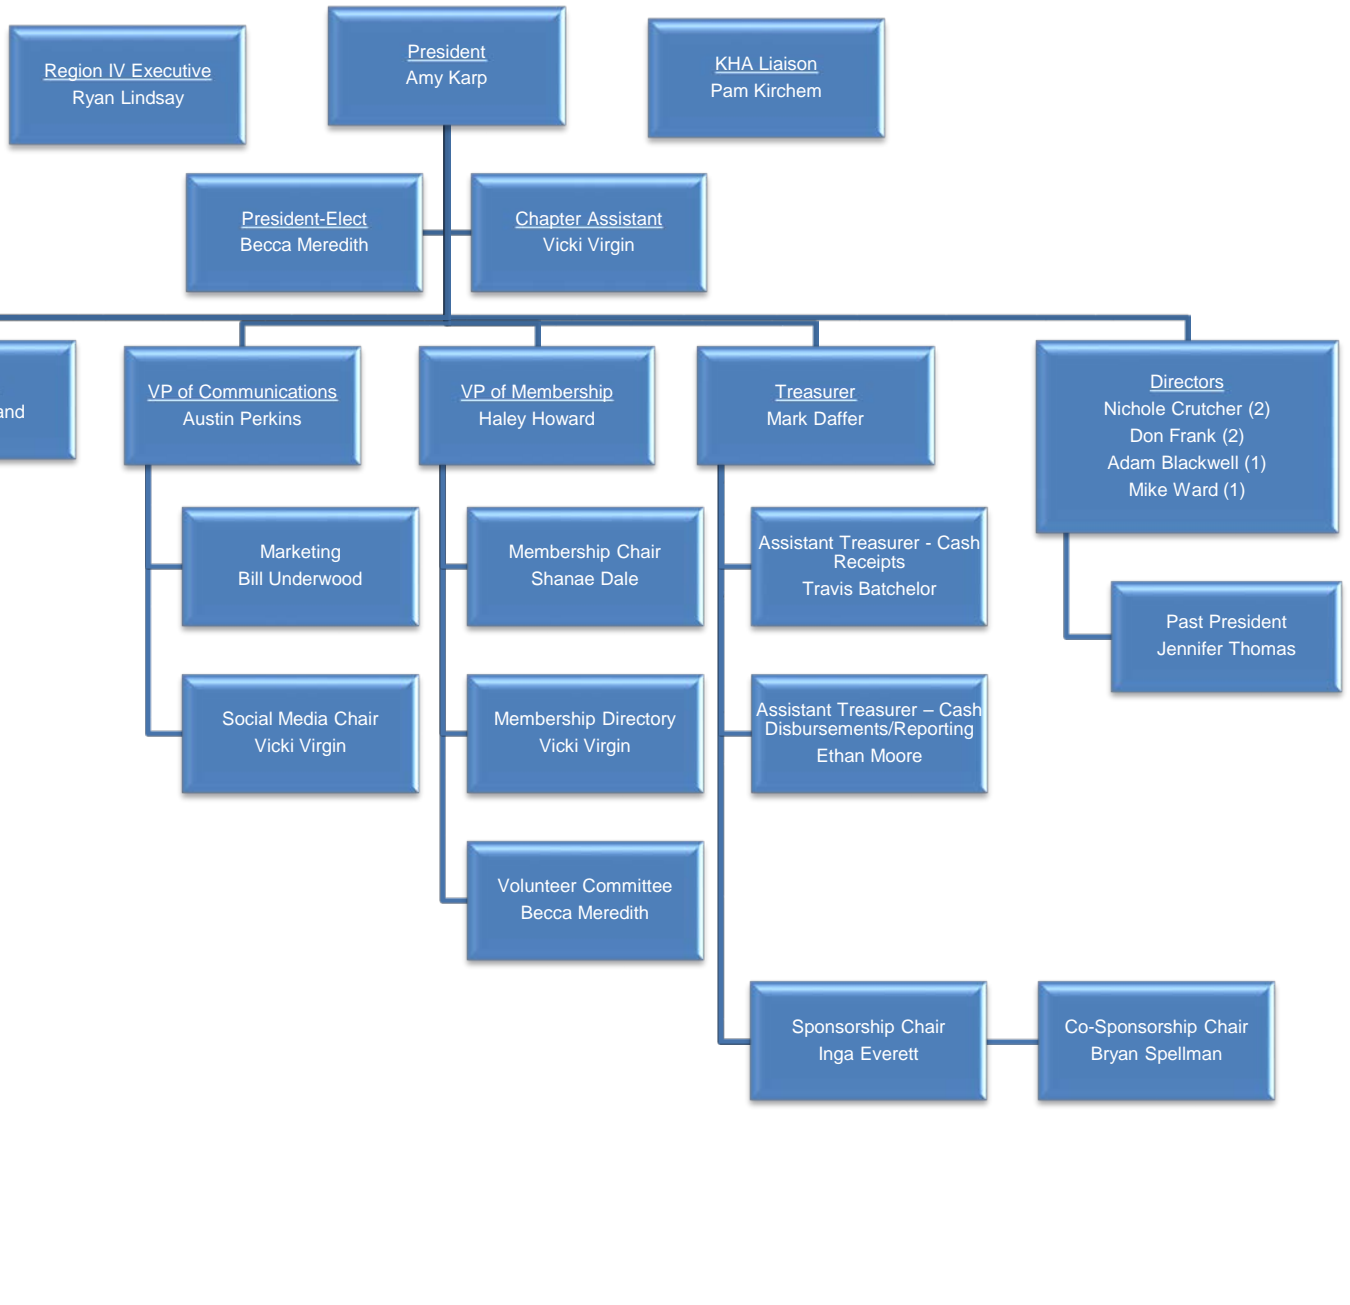 Region IV Executive
Ryan Lindsay
President
Amy Karp
KHA Liaison
Pam Kirchem
President-Elect
Becca Meredith
Chapter Assistant
Vicki Virgin
VP of Communications
Austin Perkins
VP of Membership
Haley Howard
Treasurer
Mark Daffer
Directors
Nichole Crutcher (2)
Don Frank (2)
Adam Blackwell (1)
Mike Ward (1)
Marketing
Bill Underwood
Membership Chair
Shanae Dale
Assistant Treasurer - Cash
Receipts
Travis Batchelor
Past President
Jennifer Thomas
Social Media Chair
Vicki Virgin
Membership Directory
Vicki Virgin
Assistant Treasurer – Cash
Disbursements/Reporting
Ethan Moore
Volunteer Committee
Becca Meredith
Sponsorship Chair
Inga Everett
Co-Sponsorship Chair
Bryan Spellman